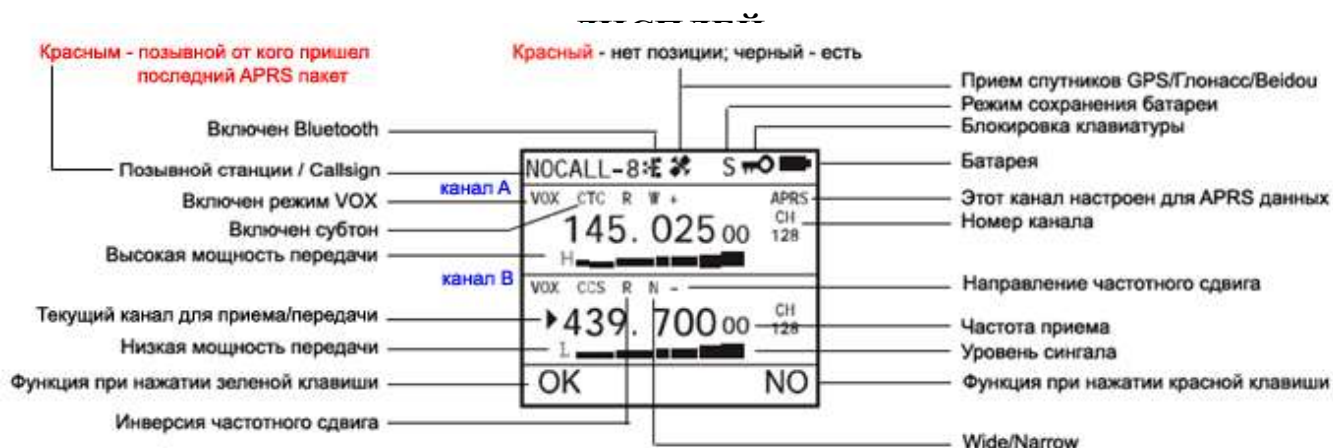 Красным - позывной от кого пришел
последний APRS пакет
Красный - нет позиции; черный - есть
Прием спутников GPS/Глонасс/Beidou
Режим сохранения батареи
Включен Bluetooth
Блокировка клавиатуры
NOCALL-8 S
Позывной станции / Callsign
Батарея
канал А
Включен режим VOX
VOX CTC R W + APRS
Этот канал настроен для APRS данных
CH
128
Номер канала
Включен субтон
145. 025 00
Высокая мощность передачи
H
канал В
VOX CCS R N -
Направление частотного сдвига
Текущий канал для приема/передачи
439. 700 00
CH
128
Частота приема
Низкая мощность передачи
L
Уровень сингала
Функция при нажатии зеленой клавиши
OK NO
Функция при нажатии красной клавиши
Инверсия частотного сдвига
Wide/Narrow